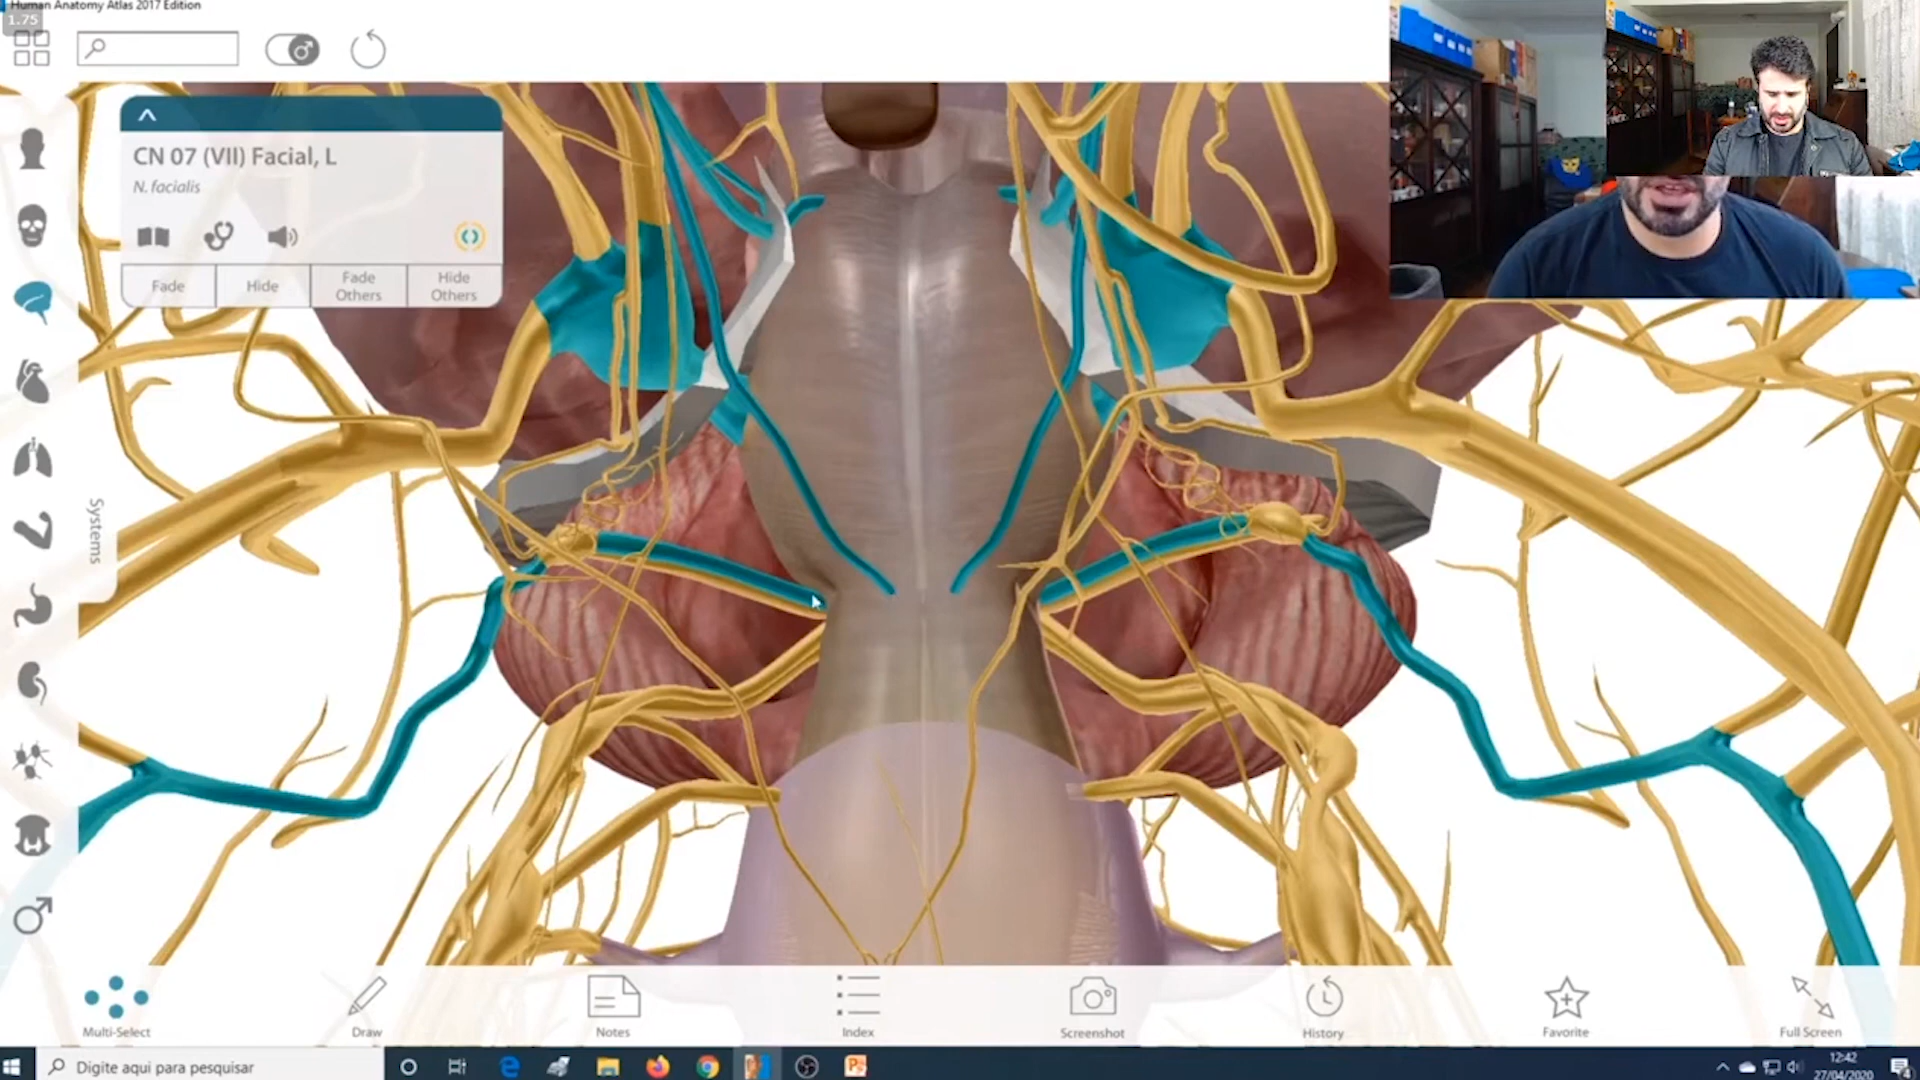 Human Anatomy Atlas 2017 Edition
1.75
CN 07 (VII) Facial, L
N. facialis
Fade
Hide
Fade Others
Hide Others
Systems
Multi-Select
Draw
Notes
Index
Screenshot
History
Favorite
Full Screen
Digite aqui para pesquisar
12:42
27/04/2020